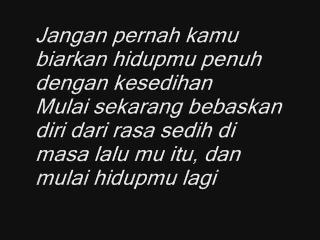 Jangan pernah kamu
biarkan hidupmu penuh
dengan kesedihan
Mulai sekarang bebaskan
diri dari rasa sedih di
masa lalu mu itu, dan
mulai hidupmu lagi